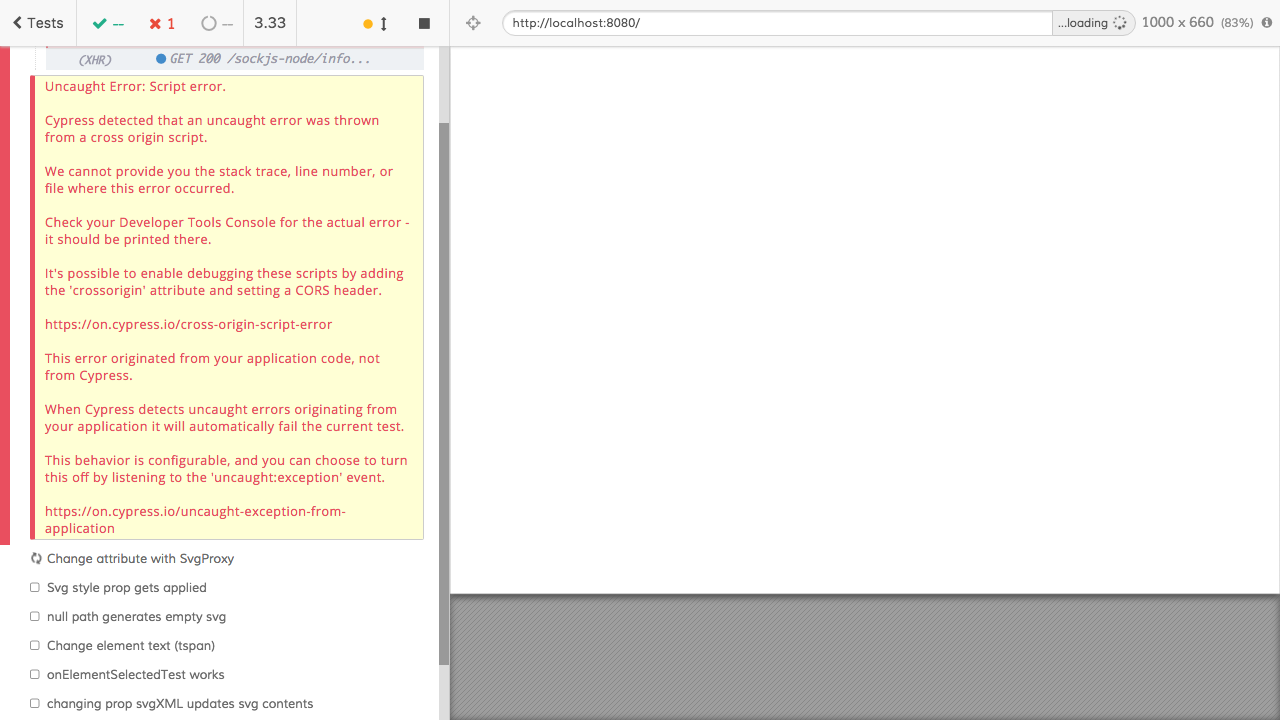 Tests -- 1 -- 3.33 http://localhost:8080/ ...loading 1000 x 660 (83%)
(XHR) GET 200 /sockjs-node/info...
Uncaught Error: Script error.
Cypress detected that an uncaught error was thrown
from a cross origin script.
We cannot provide you the stack trace, line number, or
file where this error occurred.
Check your Developer Tools Console for the actual error -
it should be printed there.
It's possible to enable debugging these scripts by adding
the 'crossorigin' attribute and setting a CORS header.
https://on.cypress.io/cross-origin-script-error
This error originated from your application code, not
from Cypress.
When Cypress detects uncaught errors originating from
your application it will automatically fail the current test.
This behavior is configurable, and you can choose to turn
this off by listening to the 'uncaught:exception' event.
https://on.cypress.io/uncaught-exception-from-
application
Change attribute with SvgProxy
Svg style prop gets applied
null path generates empty svg
Change element text (tspan)
onElementSelectedTest works
changing prop svgXML updates svg contents